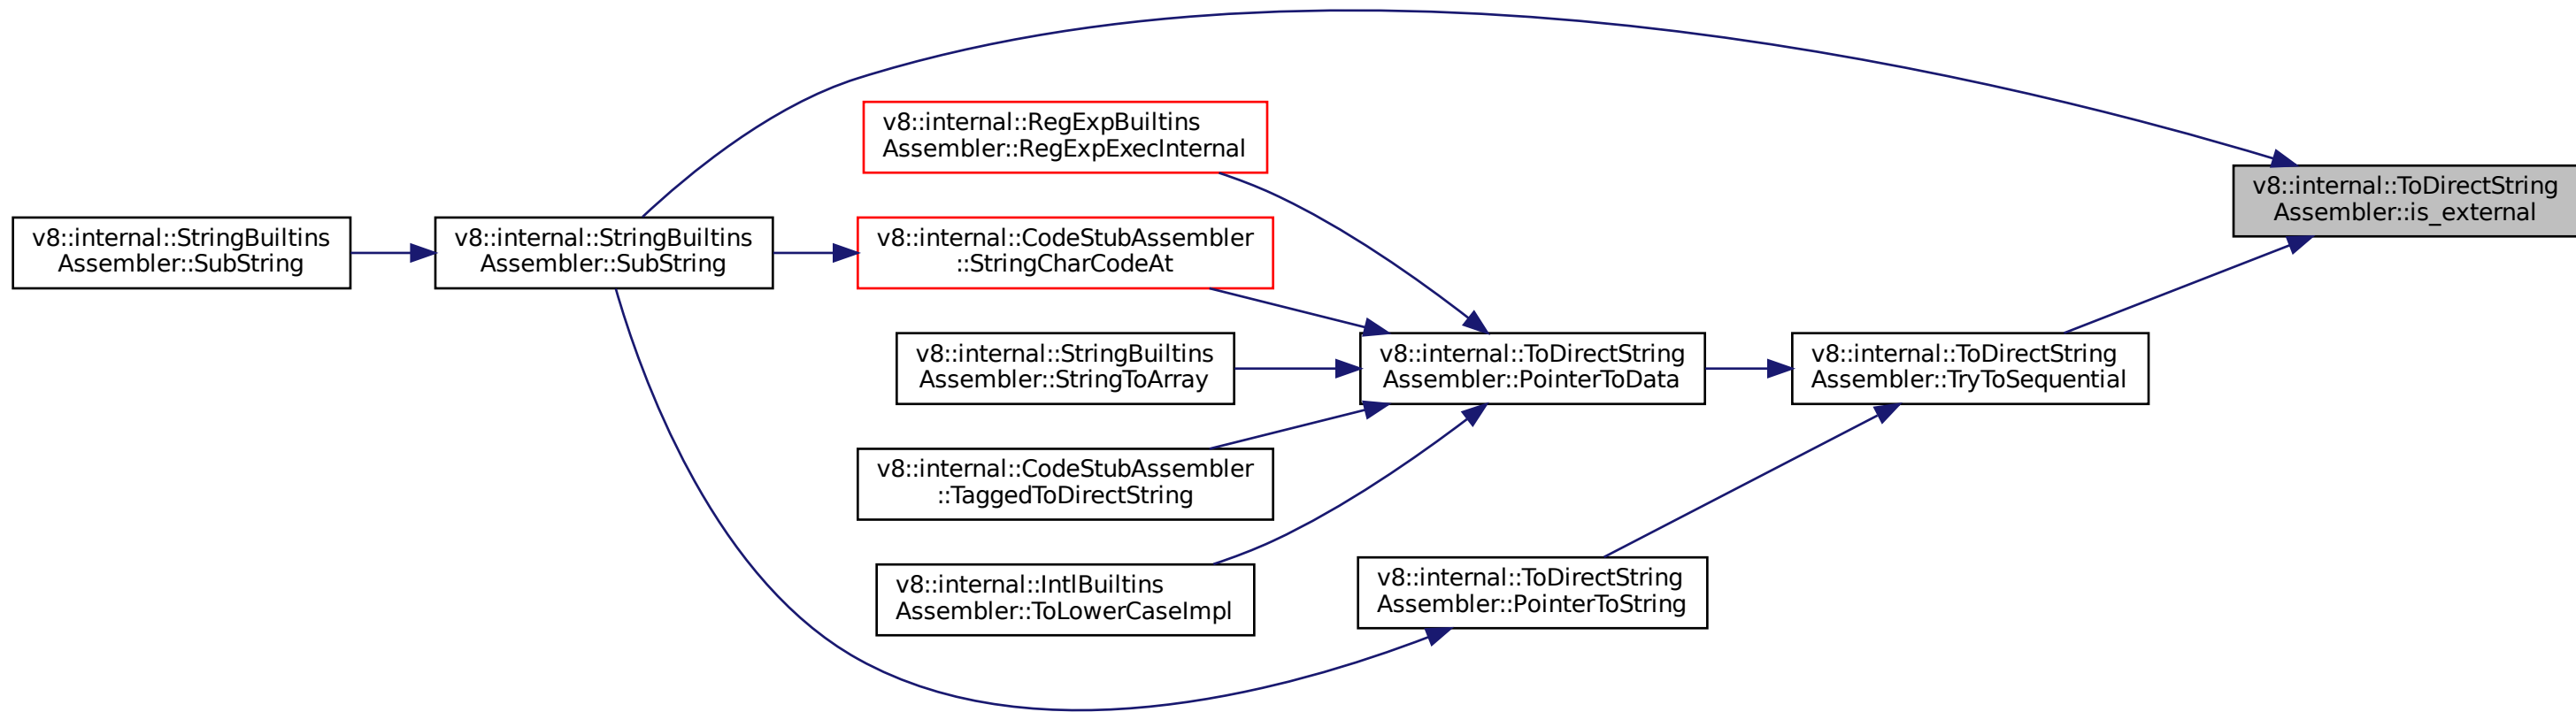 v8::internal::RegExpBuiltins
Assembler::RegExpExecInternal
v8::internal::ToDirectString
Assembler::is_external
v8::internal::StringBuiltins
Assembler::SubString
v8::internal::StringBuiltins
Assembler::SubString
v8::internal::CodeStubAssembler
::StringCharCodeAt
v8::internal::StringBuiltins
Assembler::StringToArray
v8::internal::ToDirectString
Assembler::PointerToData
v8::internal::ToDirectString
Assembler::TryToSequential
v8::internal::CodeStubAssembler
::TaggedToDirectString
v8::internal::IntlBuiltins
Assembler::ToLowerCaseImpl
v8::internal::ToDirectString
Assembler::PointerToString